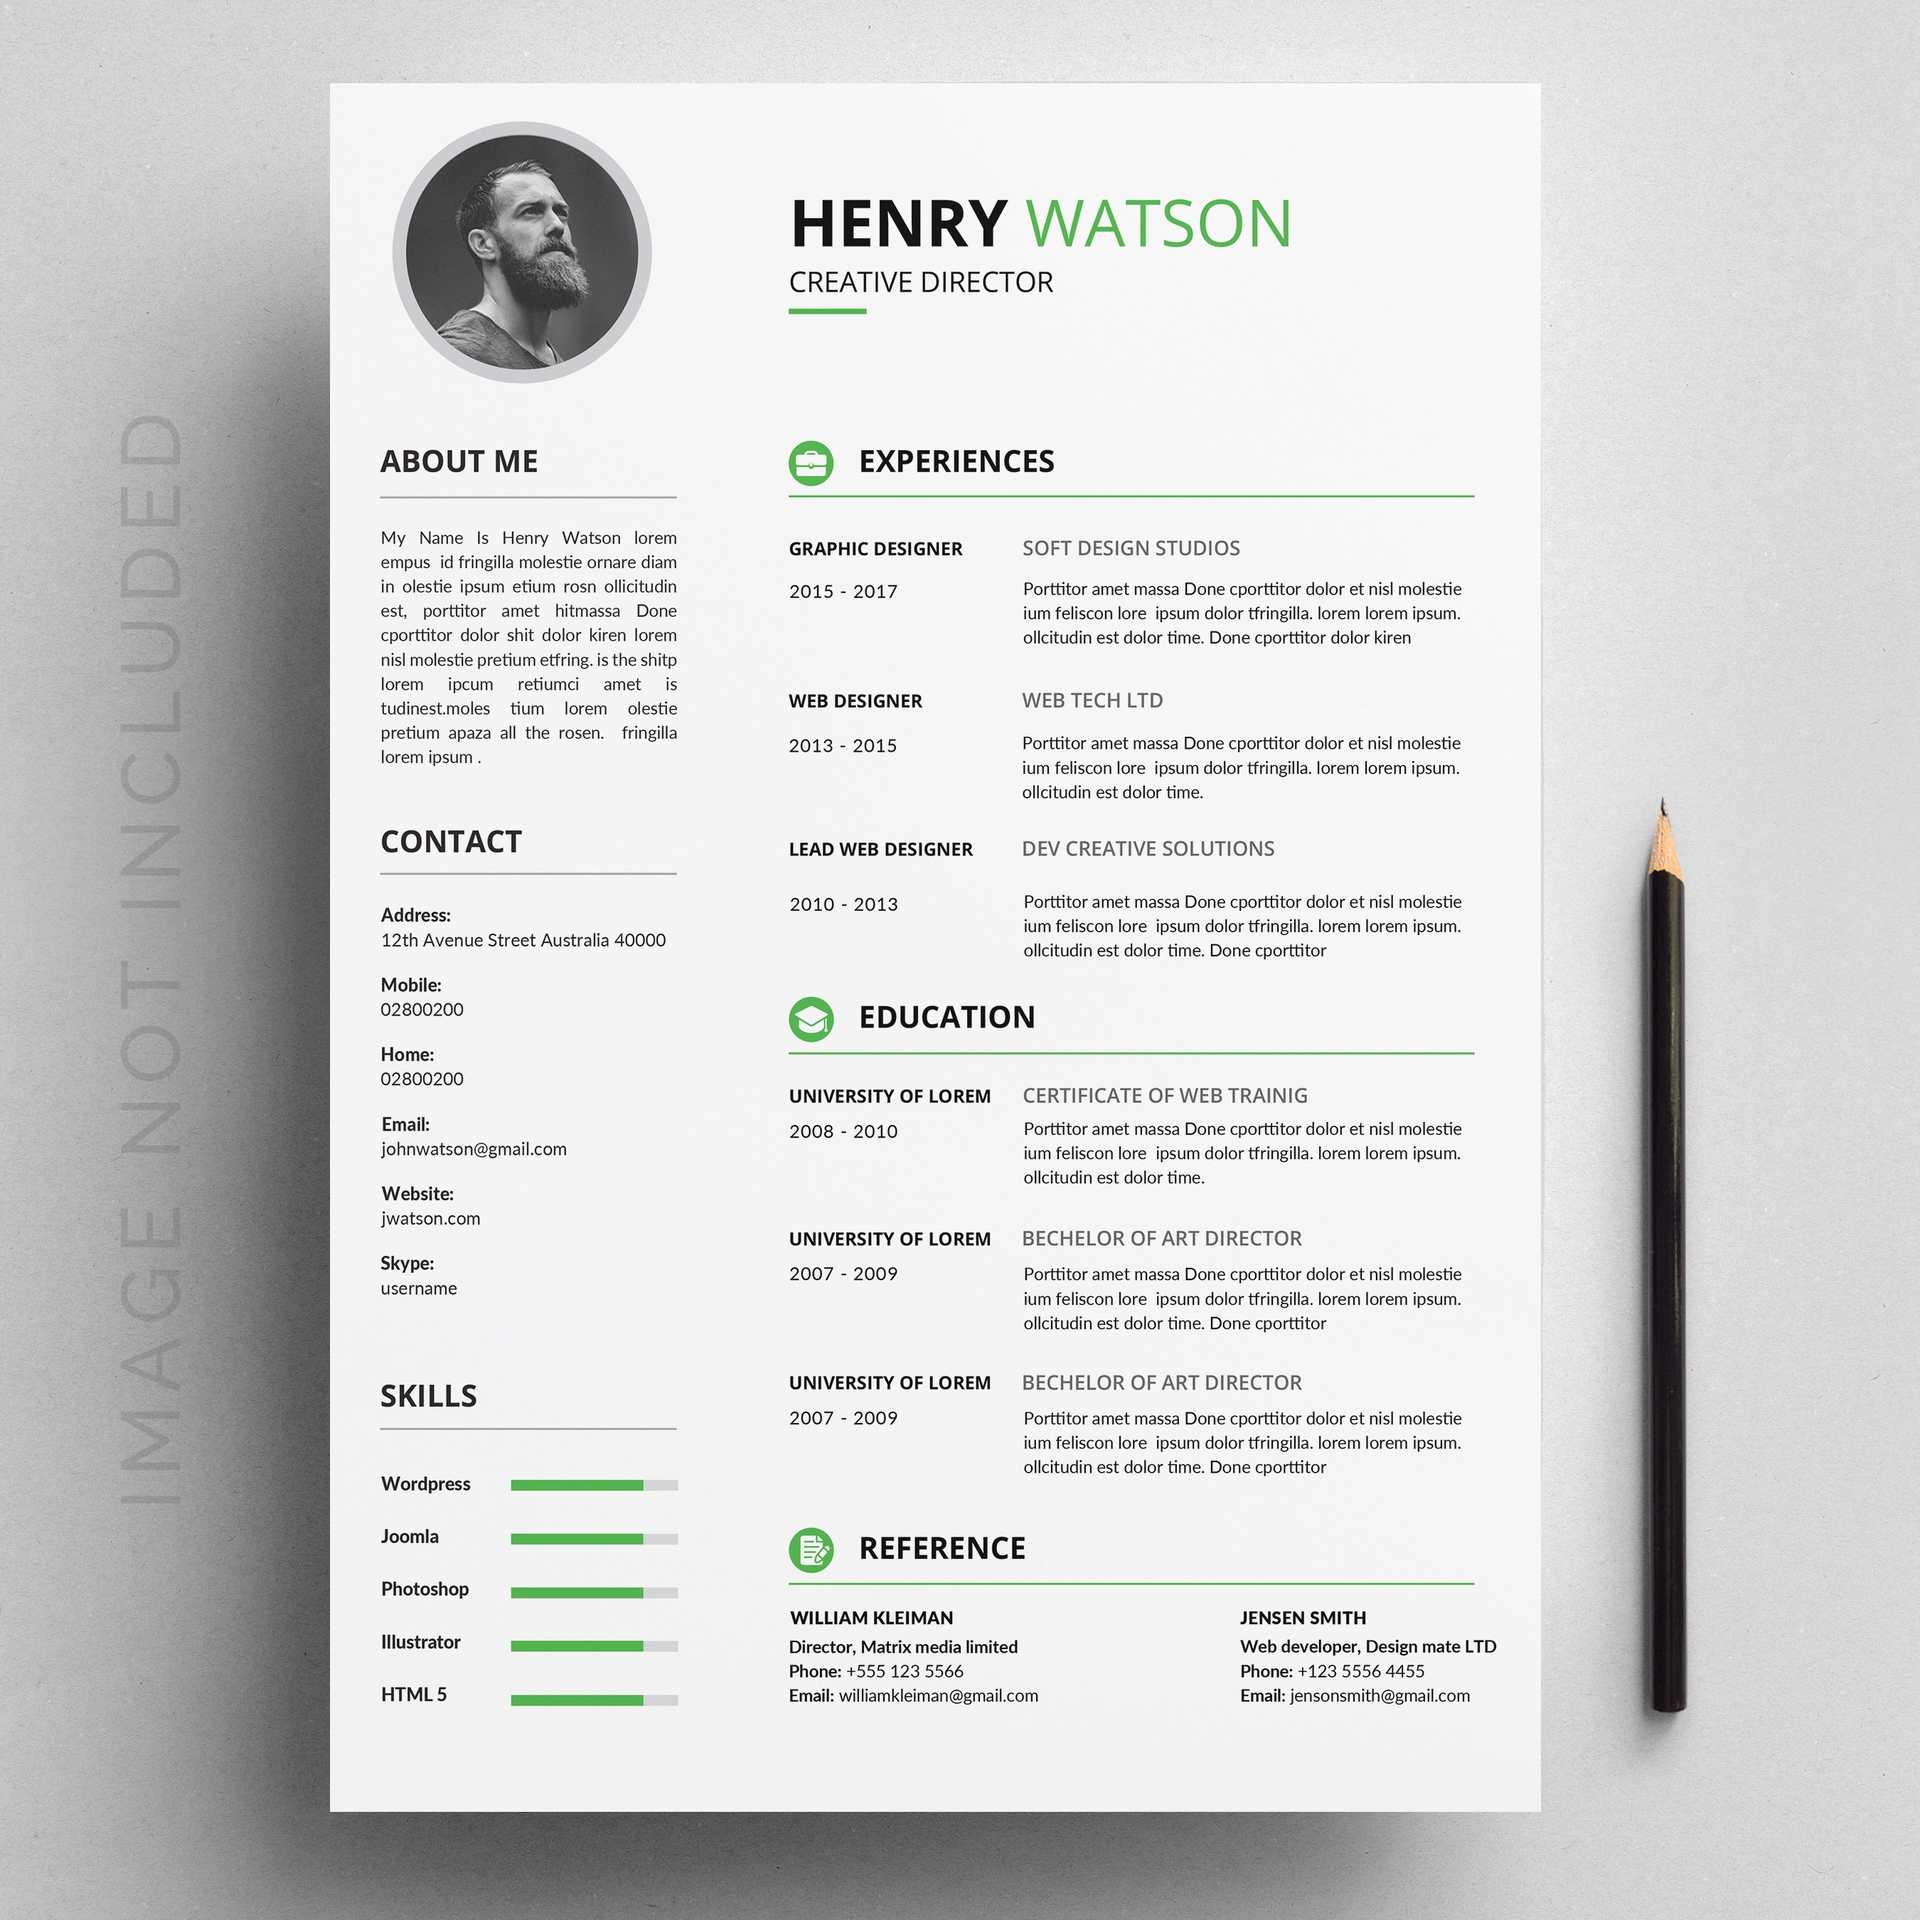 IMAGE NOT INCLUDED
HENRY WATSON
CREATIVE DIRECTOR
ABOUT ME
My Name Is Henry Watson lorem
empus id fringilla molestie ornare diam
in olestie ipsum etium rosn ollicitudin
est, porttitor amet hitmassa Done
cporttitor dolor shit dolor kiren lorem
nisl molestie pretium etfring. is the shitp
lorem ipcum retiumci amet is
tudinest.moles tium lorem olestie
pretium apaza all the rosen. fringilla
lorem ipsum .
CONTACT
Address:
12th Avenue Street Australia 40000
Mobile:
02800200
Home:
02800200
Email:
johnwatson@gmail.com
Website:
jwatson.com
Skype:
username
SKILLS
Wordpress
Joomla
Photoshop
Illustrator
HTML 5
EXPERIENCES
GRAPHIC DESIGNER
2015 - 2017
SOFT DESIGN STUDIOS
Porttitor amet massa Done cporttitor dolor et nisl molestie
ium feliscon lore ipsum dolor tfringilla. lorem lorem ipsum.
ollcitudin est dolor time. Done cporttitor dolor kiren
WEB DESIGNER
2013 - 2015
WEB TECH LTD
Porttitor amet massa Done cporttitor dolor et nisl molestie
ium feliscon lore ipsum dolor tfringilla. lorem lorem ipsum.
ollcitudin est dolor time.
LEAD WEB DESIGNER
2010 - 2013
DEV CREATIVE SOLUTIONS
Porttitor amet massa Done cporttitor dolor et nisl molestie
ium feliscon lore ipsum dolor tfringilla. lorem lorem ipsum.
ollcitudin est dolor time. Done cporttitor
EDUCATION
UNIVERSITY OF LOREM
2008 - 2010
CERTIFICATE OF WEB TRAINIG
Porttitor amet massa Done cporttitor dolor et nisl molestie
ium feliscon lore ipsum dolor tfringilla. lorem lorem ipsum.
ollcitudin est dolor time.
UNIVERSITY OF LOREM
2007 - 2009
BECHELOR OF ART DIRECTOR
Porttitor amet massa Done cporttitor dolor et nisl molestie
ium feliscon lore ipsum dolor tfringilla. lorem lorem ipsum.
ollcitudin est dolor time. Done cporttitor
UNIVERSITY OF LOREM
2007 - 2009
BECHELOR OF ART DIRECTOR
Porttitor amet massa Done cporttitor dolor et nisl molestie
ium feliscon lore ipsum dolor tfringilla. lorem lorem ipsum.
ollcitudin est dolor time. Done cporttitor
REFERENCE
WILLIAM KLEIMAN
Director, Matrix media limited
Phone: +555 123 5566
Email: williamkleiman@gmail.com
JENSEN SMITH
Web developer, Design mate LTD
Phone: +123 5556 4455
Email: jensonsmith@gmail.com